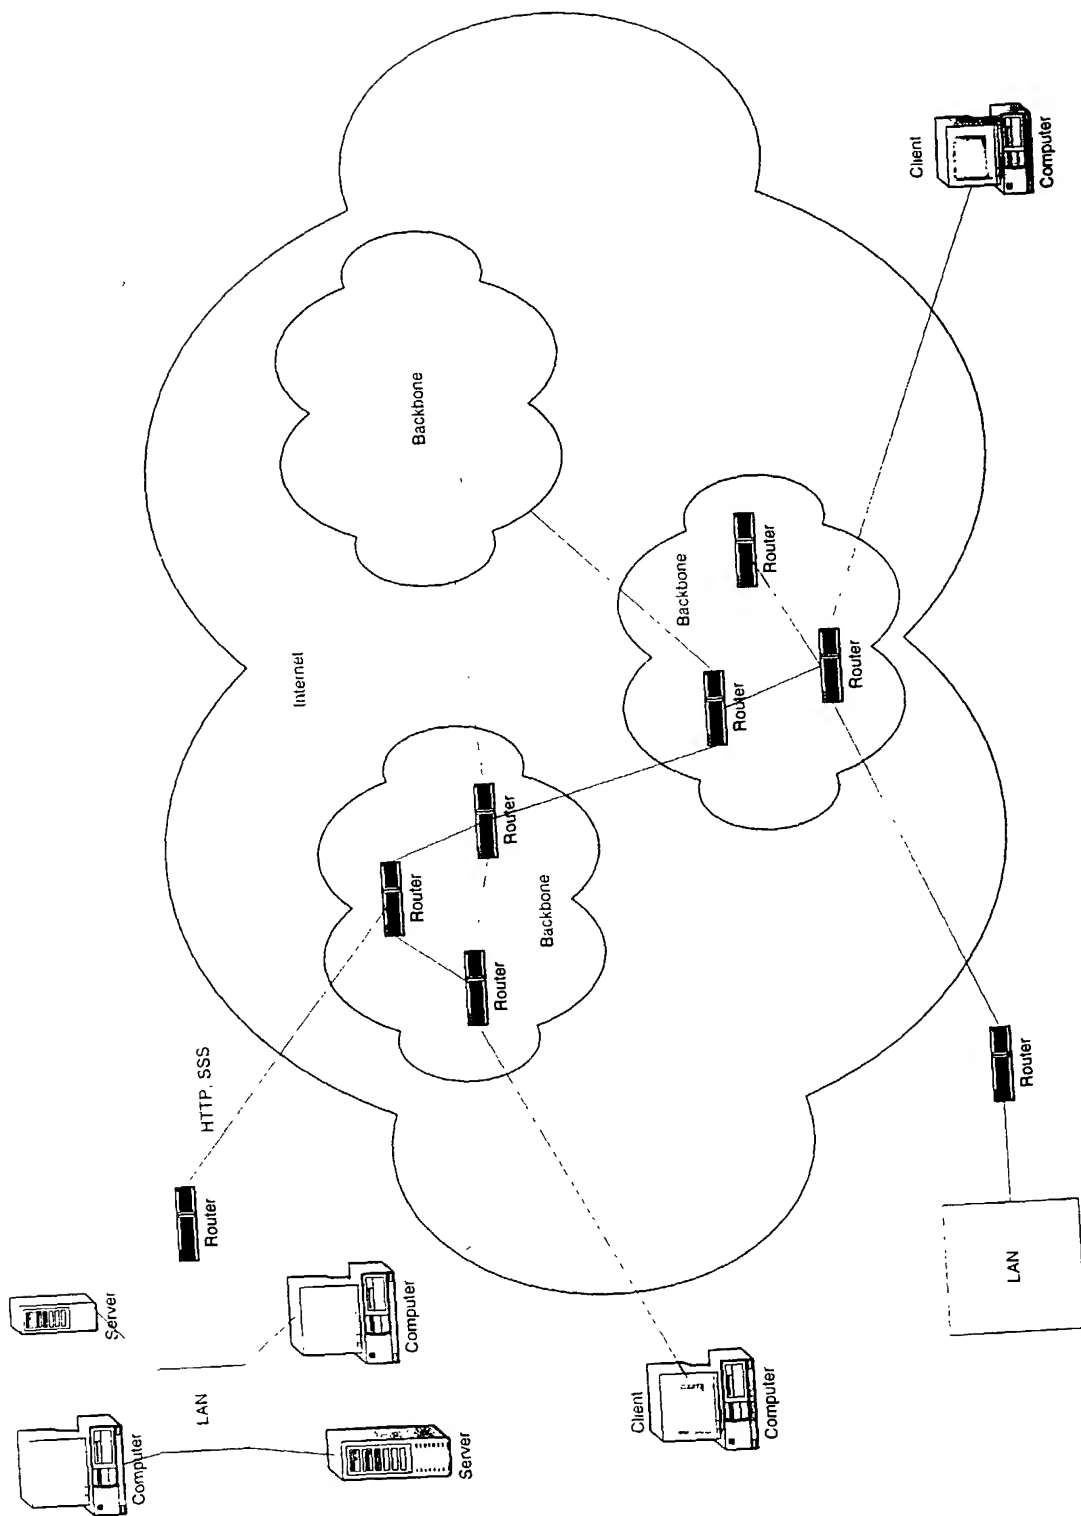 Server
Computer
LAN
Computer
Server
Router
HTTP, SSS
Internet
Backbone
Router
Router
Router
Backbone
Backbone
Router
Router
Router
Client
Computer
Client
Computer
Router
LAN